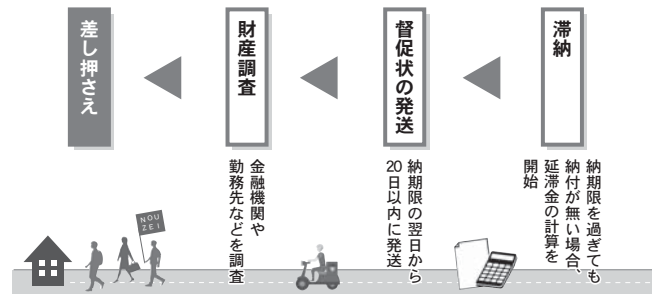 滞納
納期限を過ぎても
納付が無い場合、
延滞金の計算を
開始
督促状の発送
納期限の翌日から
20日以内に発送
財産調査
金融機関や
勤務先などを調査
差し押さえ
NOU
ZEI